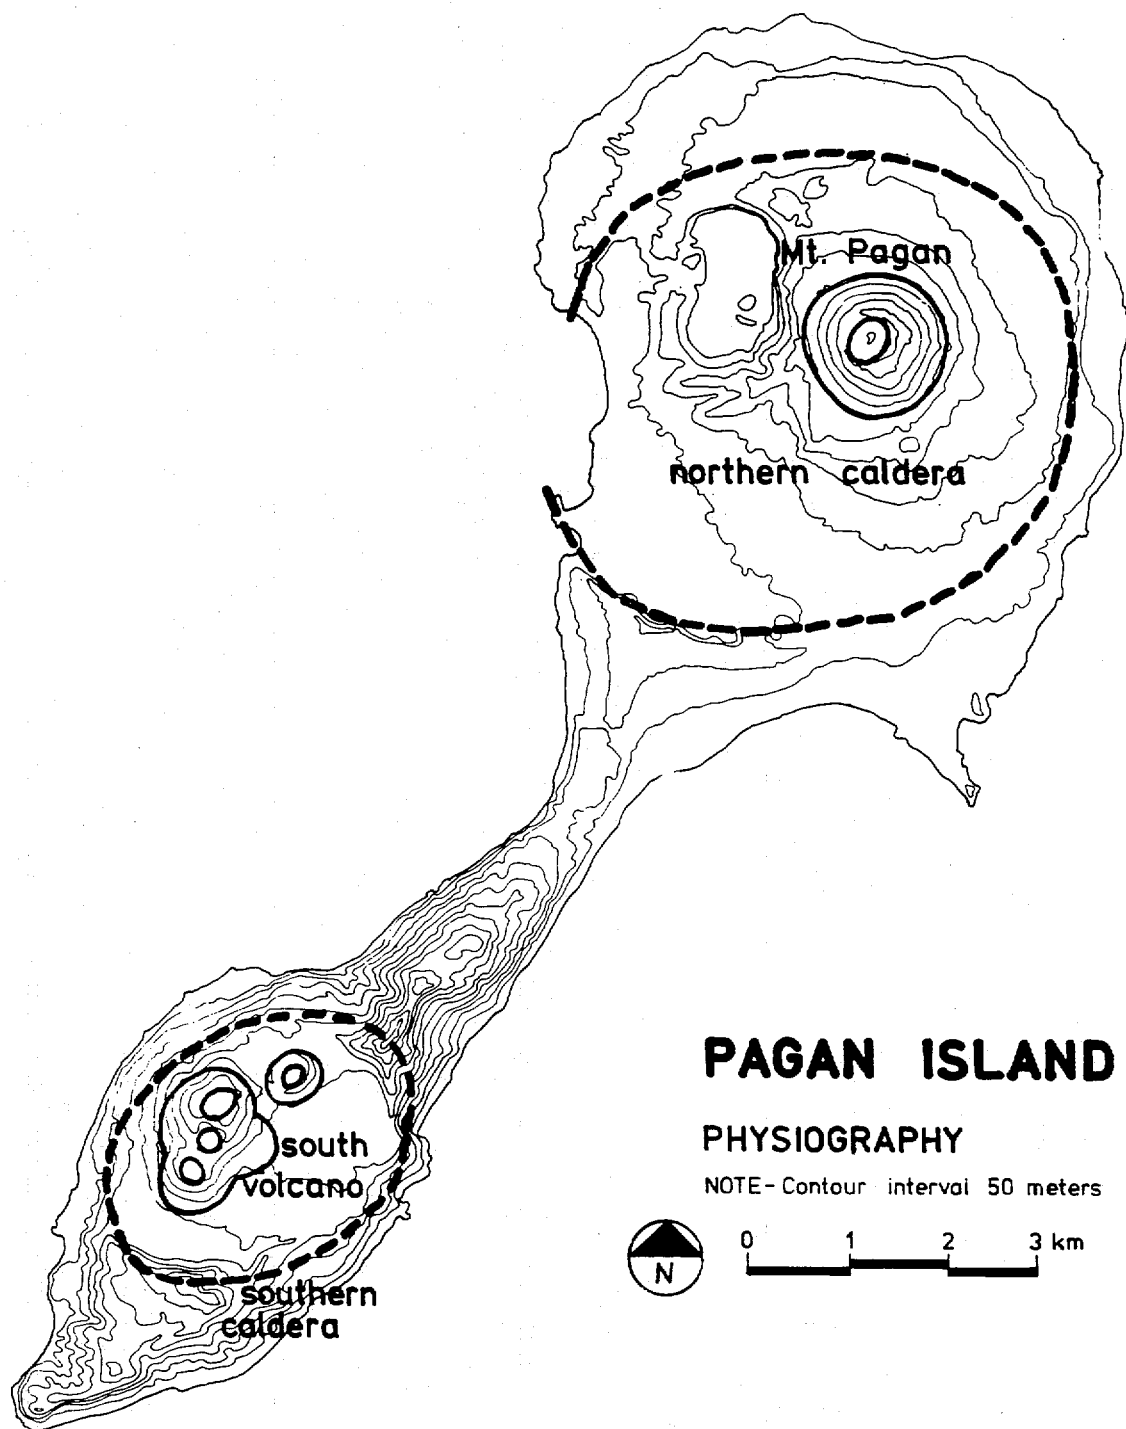 Mt. Pagan
northern caldera
south
volcano
southern
caldera
PAGAN ISLAND
PHYSIOGRAPHY
NOTE-Contour interval 50 meters
N
0 1 2 3 km